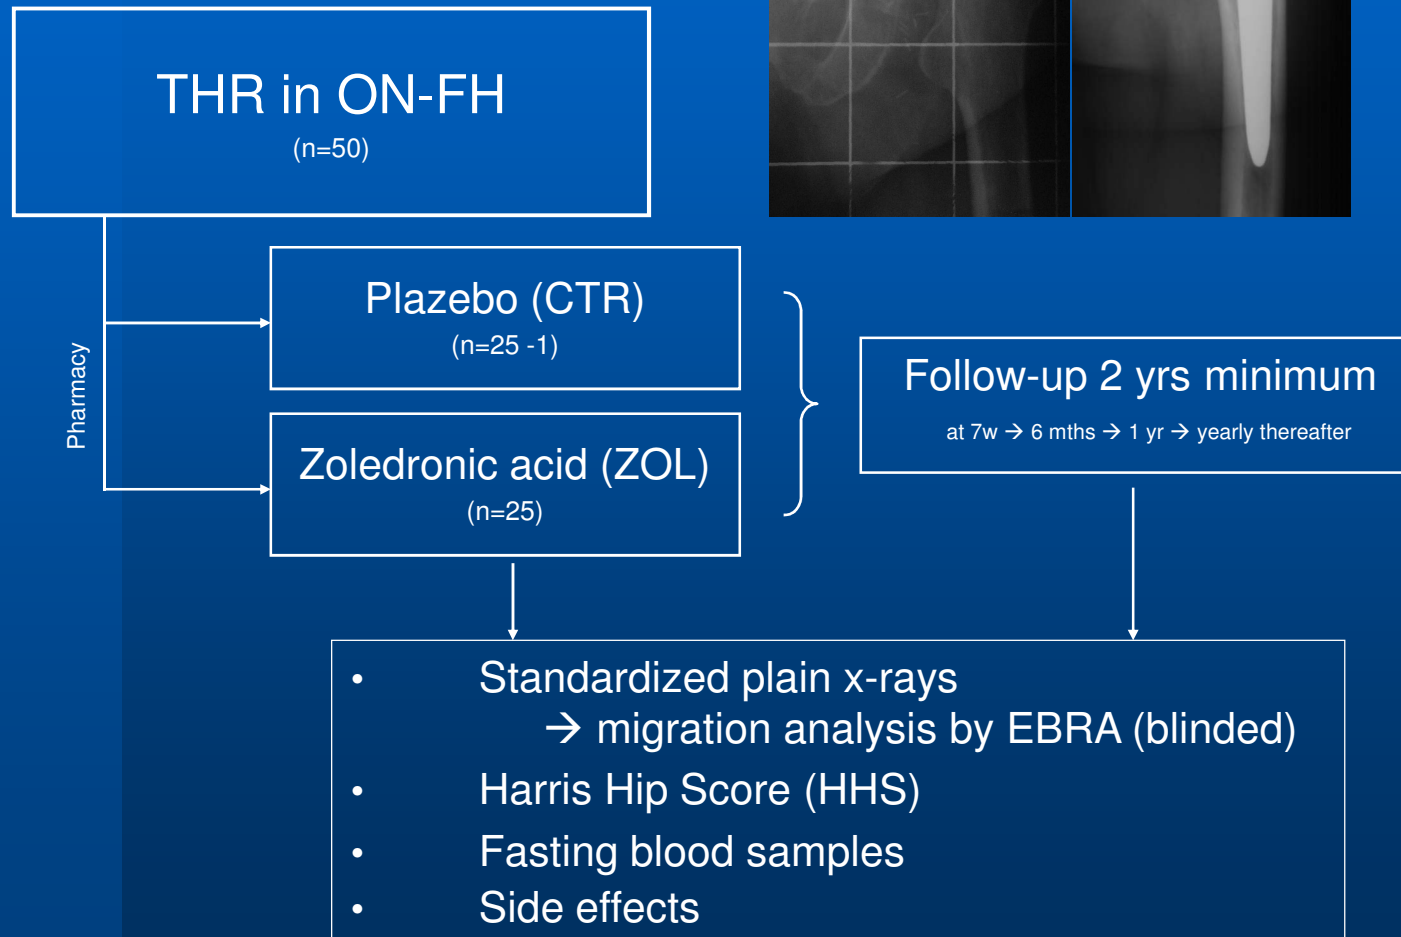 THR in ON-FH
(n=50)
Pharmacy
Plazebo (CTR)
(n=25 -1)
Zoledronic acid (ZOL)
(n=25)
Follow-up 2 yrs minimum
at 7w → 6 mths → 1 yr → yearly thereafter
• Standardized plain x-rays
→ migration analysis by EBRA (blinded)
• Harris Hip Score (HHS)
• Fasting blood samples
• Side effects